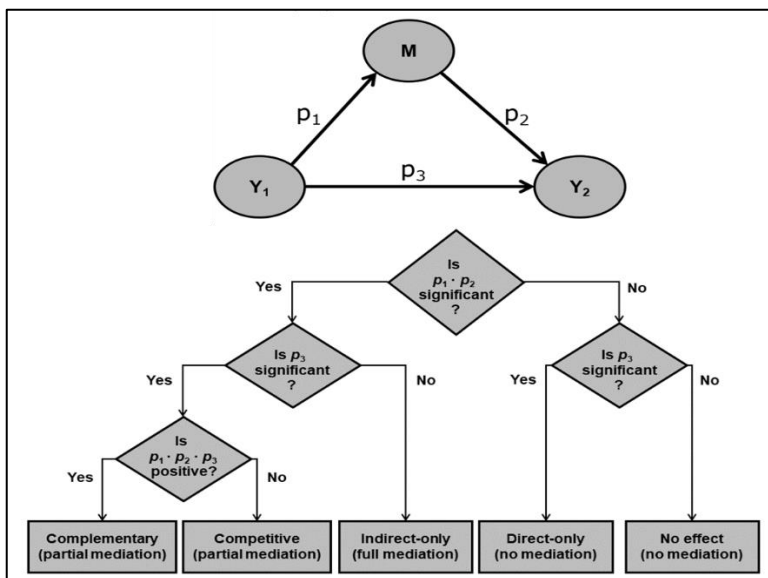 M
p₁
p₂
Y₁
p₃
Y₂
Is
p₁ · p₂
significant
?
Yes
No
Is p₃
significant
?
Is p₃
significant
?
Yes
No
Yes
No
Is
p₁ · p₂ · p₃
positive?
Yes
No
Complementary
(partial mediation)
Competitive
(partial mediation)
Indirect-only
(full mediation)
Direct-only
(no mediation)
No effect
(no mediation)